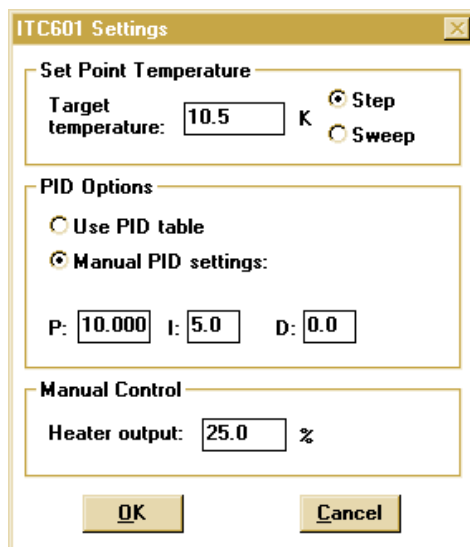 ITC601 Settings
Set Point Temperature
Target temperature: 10.5 K
Step
Sweep
PID Options
Use PID table
Manual PID settings:
P: 10.000 I: 5.0 D: 0.0
Manual Control
Heater output: 25.0 %
OK Cancel